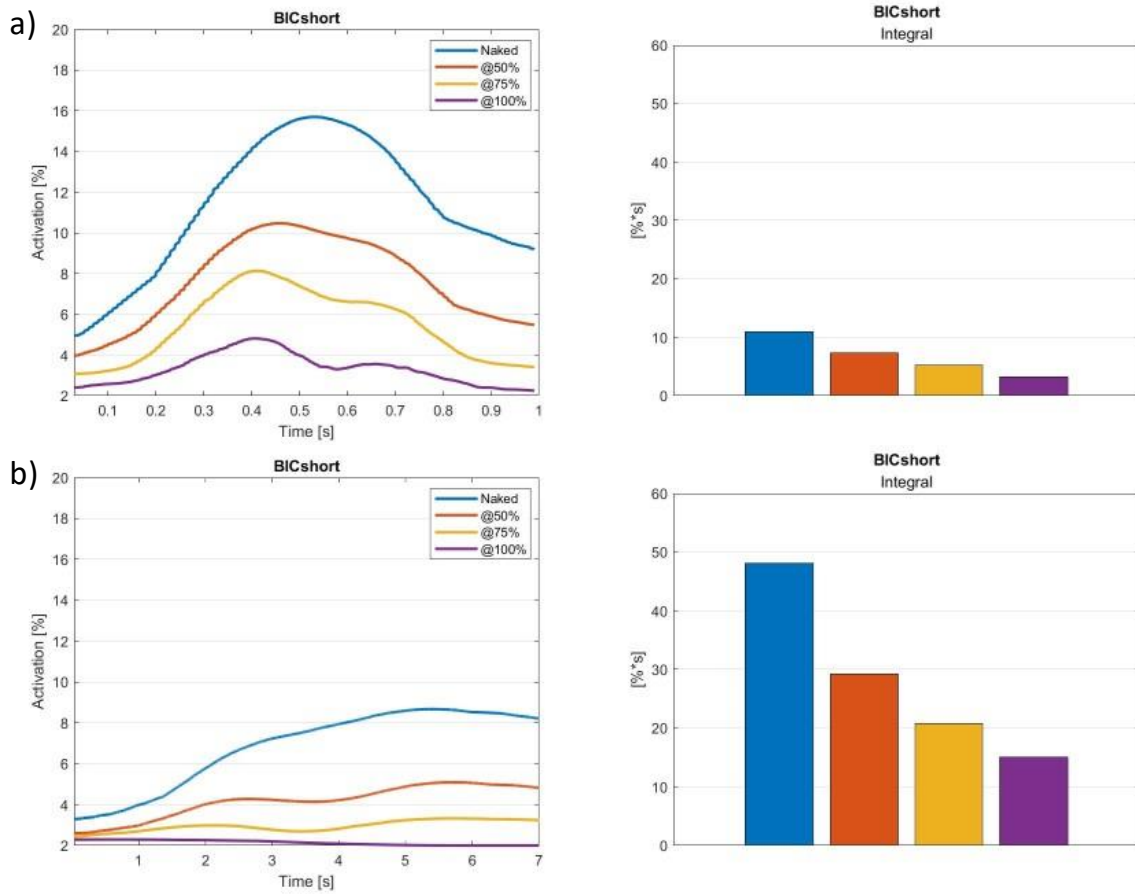 a)
BICshort
20
18
16
14
12
10
8
6
4
2
Activation [%]
Naked
@50%
@75%
@100%
0.1 0.2 0.3 0.4 0.5 0.6 0.7 0.8 0.9 1
Time [s]
BICshort
Integral
60
50
40
30
20
10
0
[%*s]
b)
BICshort
20
18
16
14
12
10
8
6
4
2
Activation [%]
Naked
@50%
@75%
@100%
1 2 3 4 5 6 7
Time [s]
BICshort
Integral
60
50
40
30
20
10
0
[%*s]